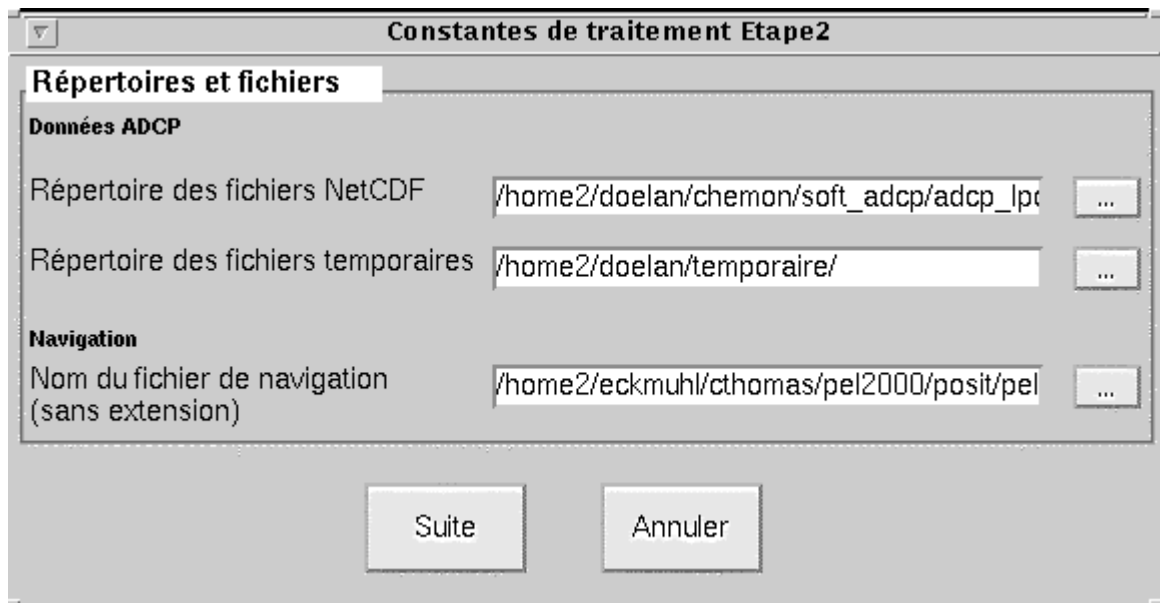 Constantes de traitement Etape2
Répertoires et fichiers
Données ADCP
Répertoire des fichiers NetCDF /home2/doelan/chemon/soft_adcp/adcp_lpo ...
Répertoire des fichiers temporaires /home2/doelan/temporaire/ ...
Navigation
Nom du fichier de navigation /home2/eckmuhl/cthomas/pel2000/posit/pel ...
(sans extension)
Suite Annuler